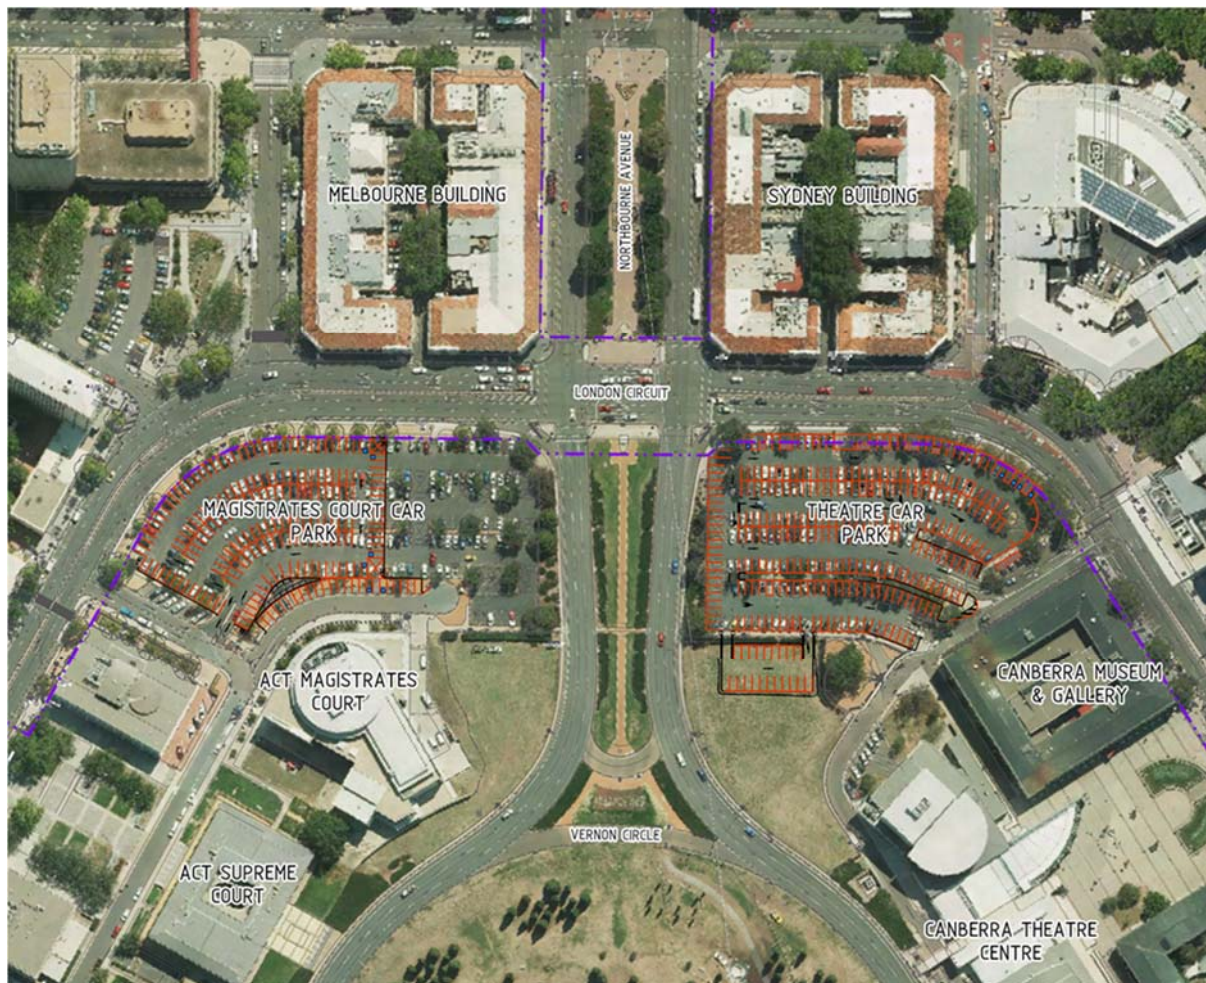 MELBOURNE BUILDING
NORTHBOURNE AVENUE
SYDNEY BUILDING
LONDON CIRCUIT
MAGISTRATES COURT CAR
PARK
THEATRE CAR
PARK
ACT MAGISTRATES
COURT
CANBERRA MUSEUM
& GALLERY
VERNON CIRCLE
ACT SUPREME
COURT
CANBERRA THEATRE
CENTRE